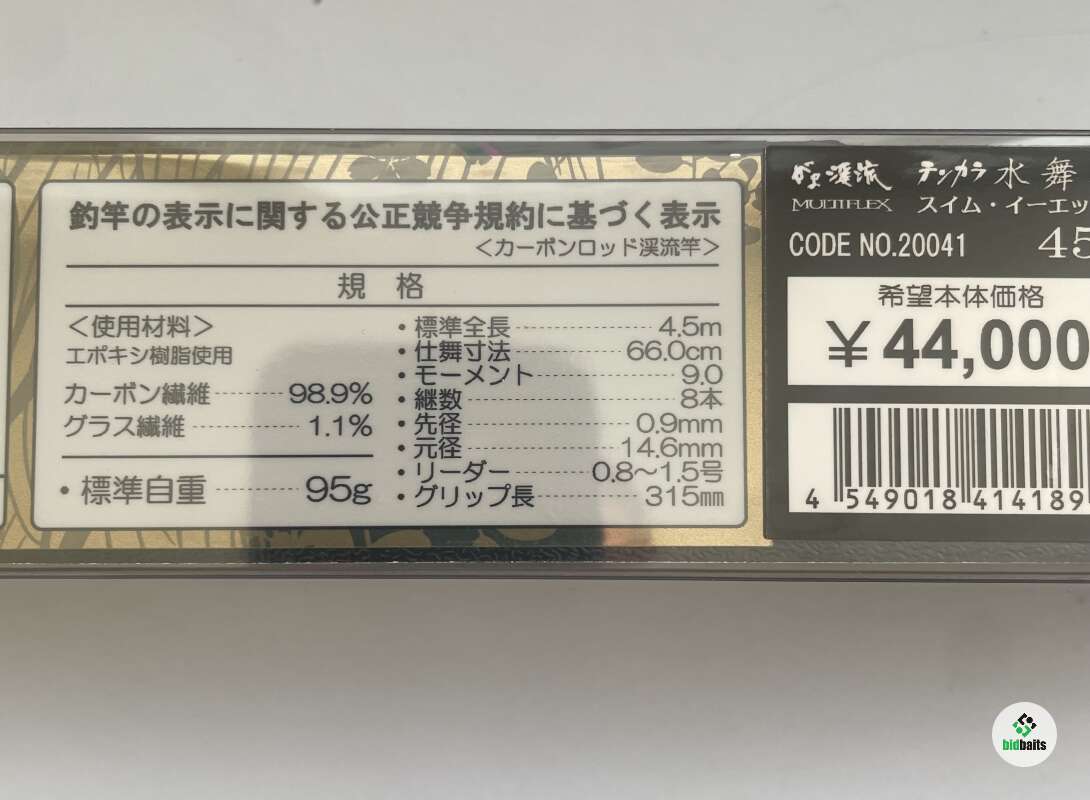 釣竿の表示に関する公正競争規約に基づく表示
＜カーボンロッド渓流竿＞
規 格
＜使用材料＞
エポキシ樹脂使用
カーボン繊維 98.9%
グラス繊維 1.1%
・標準自重 95g
・標準全長 4.5m
・仕舞寸法 66.0cm
・モーメント 9.0
・継数 8本
・先径 0.9mm
・元径 14.6mm
・リーダー 0.8〜1.5号
・グリップ長 315㎜
がま渓流 テンカラ 水舞
MULTIFLEX スイム・イーエッ
CODE NO.20041 45
希望本体価格
￥44,000
4 549018 414189
bidbaits